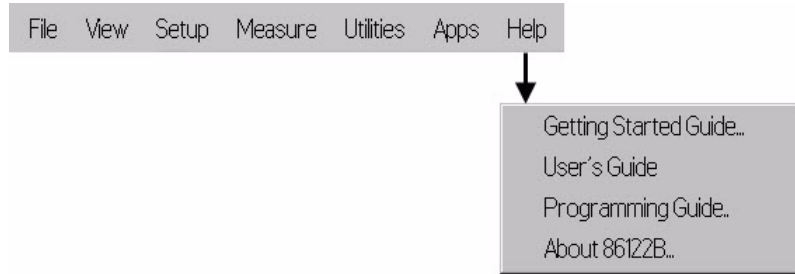 File View Setup Measure Utilities Apps Help
Getting Started Guide...
User's Guide
Programming Guide..
About 86122B...